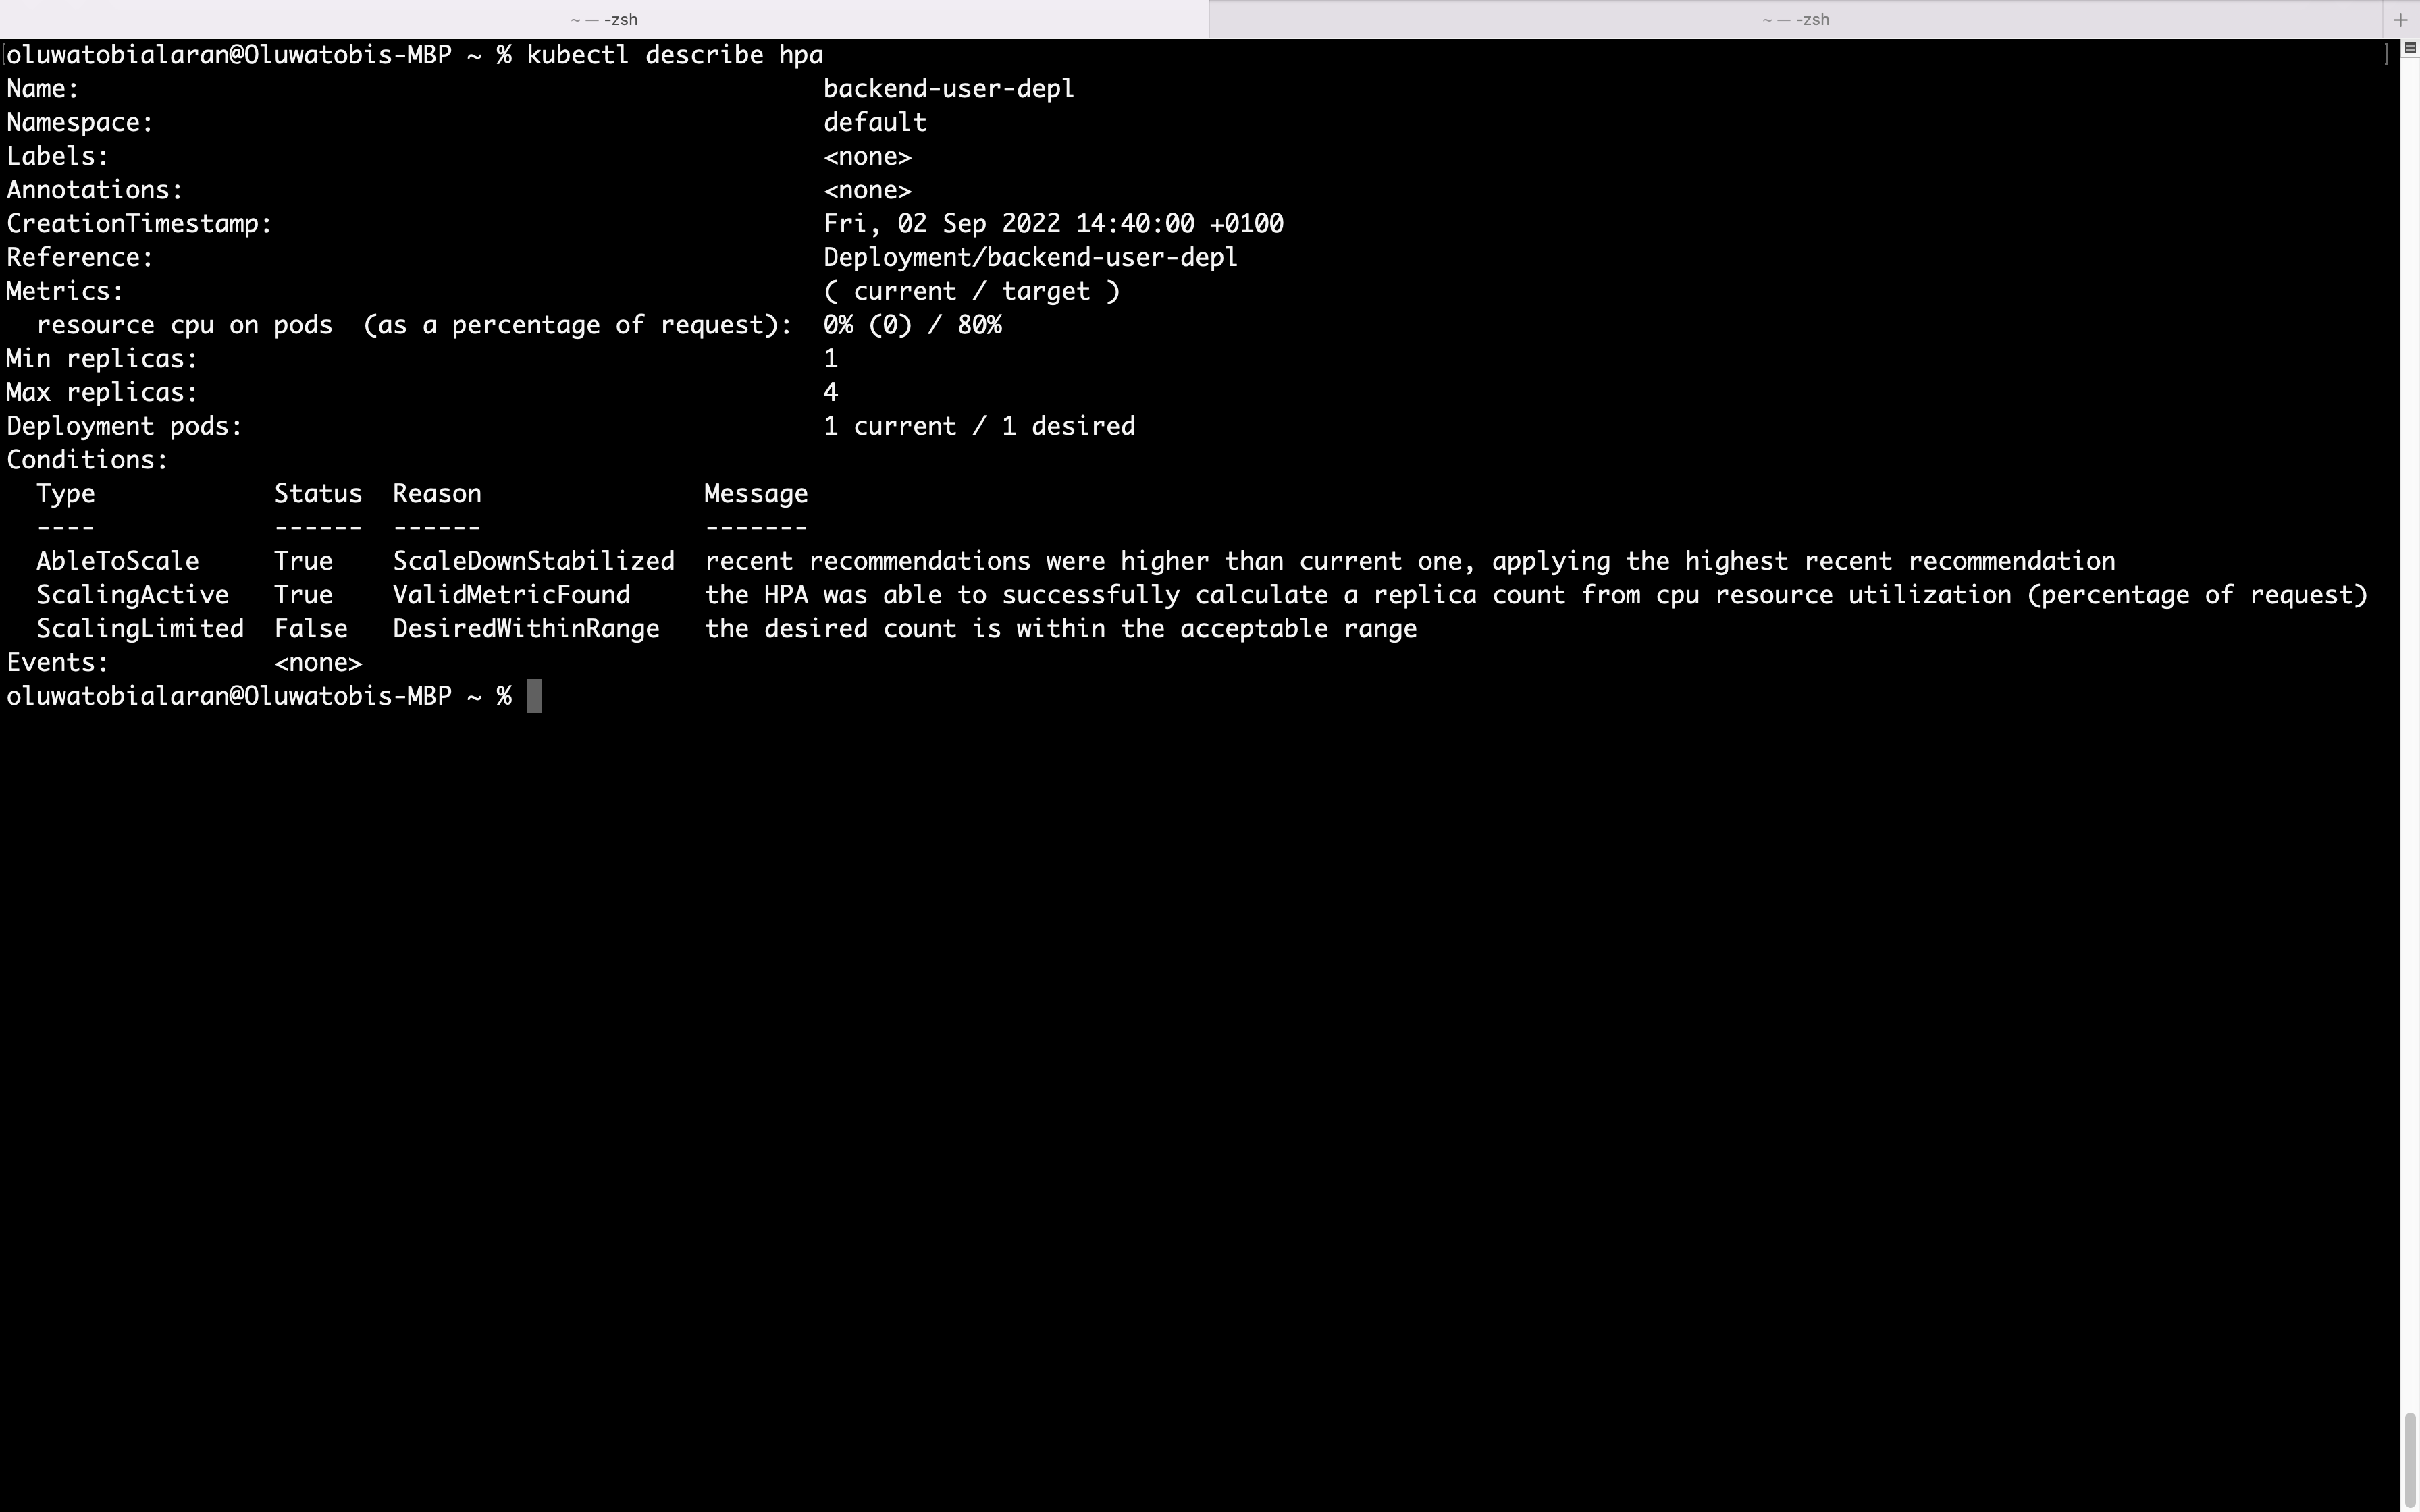 ~ — -zsh ~ — -zsh +
oluwatobialaran@Oluwatobis-MBP ~ % kubectl describe hpa
Name: backend-user-depl
Namespace: default
Labels: <none>
Annotations: <none>
CreationTimestamp: Fri, 02 Sep 2022 14:40:00 +0100
Reference: Deployment/backend-user-depl
Metrics: ( current / target )
resource cpu on pods (as a percentage of request): 0% (0) / 80%
Min replicas: 1
Max replicas: 4
Deployment pods: 1 current / 1 desired
Conditions:
Type Status Reason Message
---- ------ ------ -------
AbleToScale True ScaleDownStabilized recent recommendations were higher than current one, applying the highest recent recommendation
ScalingActive True ValidMetricFound the HPA was able to successfully calculate a replica count from cpu resource utilization (percentage of request)
ScalingLimited False DesiredWithinRange the desired count is within the acceptable range
Events: <none>
oluwatobialaran@Oluwatobis-MBP ~ %